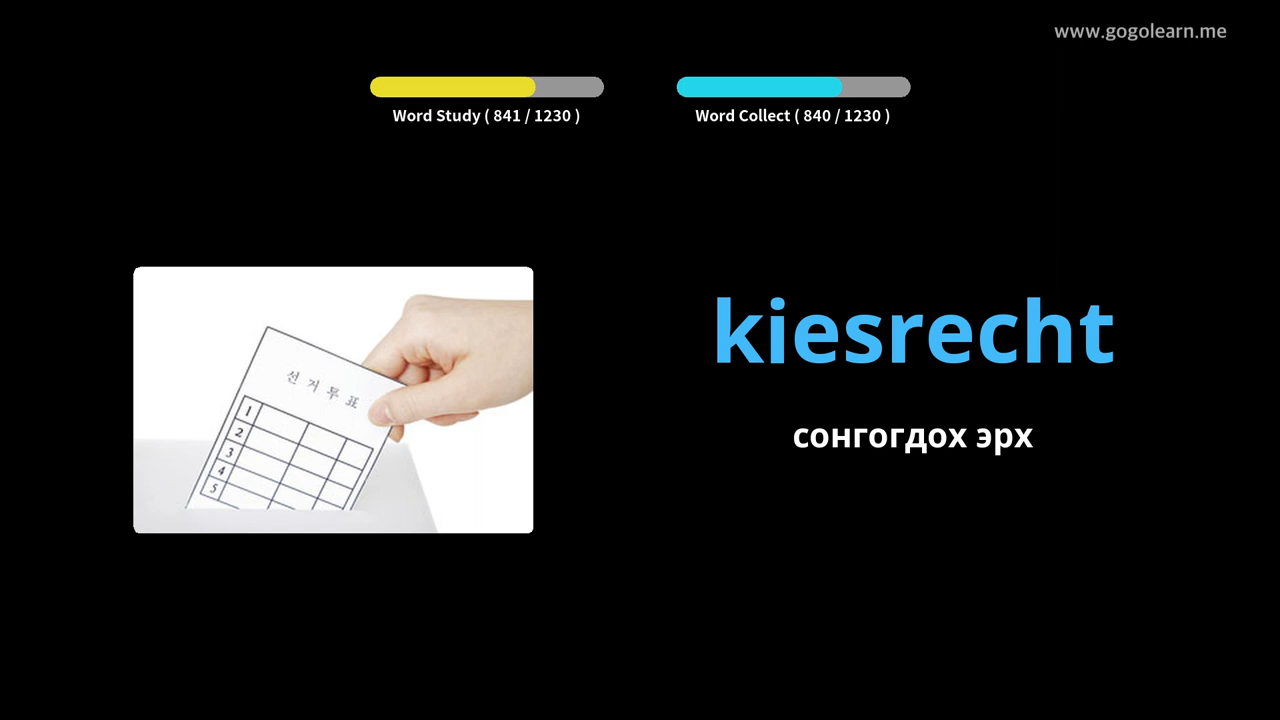 www.gogolearn.me
Word Study ( 841 / 1230 )
Word Collect ( 840 / 1230 )
선거투표
1
2
3
4
5
kiesrecht
сонгогдох эрх